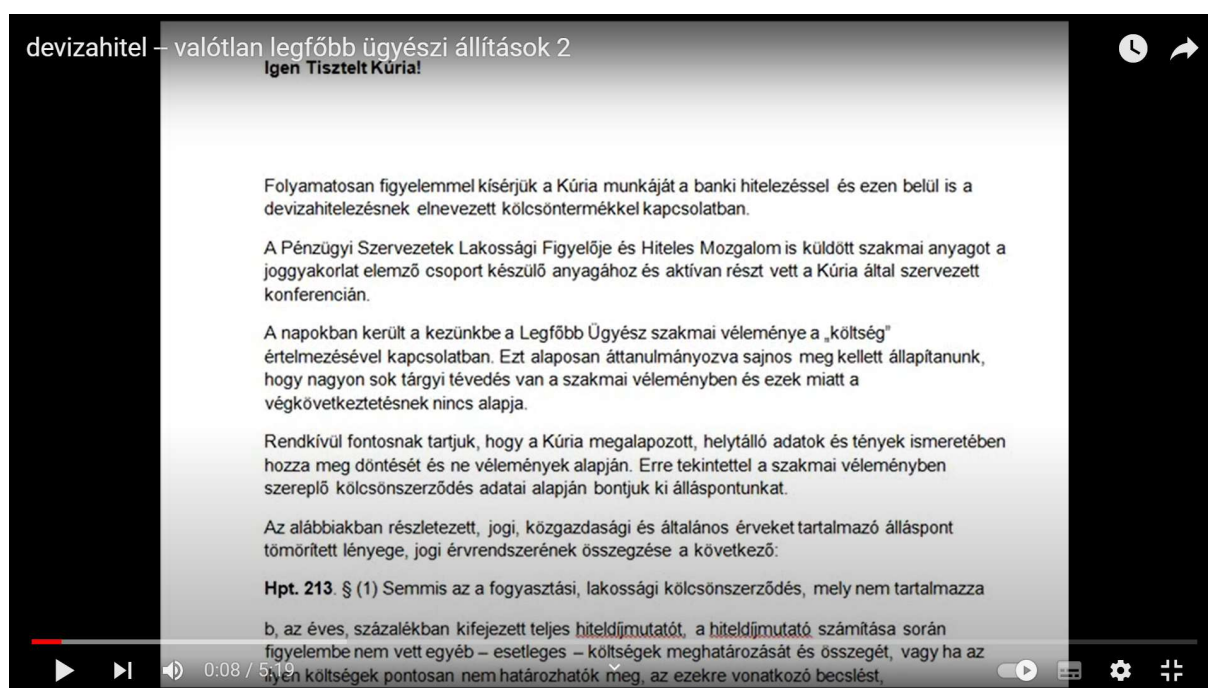 devizahitel – valótlan legfőbb ügyészi állítások 2
Igen Tisztelt Kúria!
Folyamatosan figyelemmel kísérjük a Kúria munkáját a banki hitelezéssel és ezen belül is a
devizahitelezésnek elnevezett kölcsöntermékkel kapcsolatban.
A Pénzügyi Szervezetek Lakossági Figyelője és Hiteles Mozgalom is küldött szakmai anyagot a
joggyakorlat elemző csoport készülő anyagához és aktívan részt vett a Kúria által szervezett
konferencián.
A napokban került a kezünkbe a Legfőbb Ügyész szakmai véleménye a „költség”
értelmezésével kapcsolatban. Ezt alaposan áttanulmányozva sajnos meg kellett állapítanunk,
hogy nagyon sok tárgyi tévedés van a szakmai véleményben és ezek miatt a
végkövetkeztetésnek nincs alapja.
Rendkívül fontosnak tartjuk, hogy a Kúria megalapozott, helytálló adatok és tények ismeretében
hozza meg döntését és ne vélemények alapján. Erre tekintettel a szakmai véleményben
szereplő kölcsönszerződés adatai alapján bontjuk ki álláspontunkat.
Az alábbiakban részletezett, jogi, közgazdasági és általános érveket tartalmazó álláspont
tömörített lényege, jogi érvrendszerének összegzése a következő:
Hpt. 213. § (1) Semmis az a fogyasztási, lakossági kölcsönszerződés, mely nem tartalmazza
b, az éves, százalékban kifejezett teljes hiteldíjmutatót, a hiteldíjmutató számítása során
figyelembe nem vett egyéb – esetleges – költségek meghatározását és összegét, vagy ha az
ilyen költségek pontosan nem határozhatók meg, az ezekre vonatkozó becslést,
0:08 / 5:19